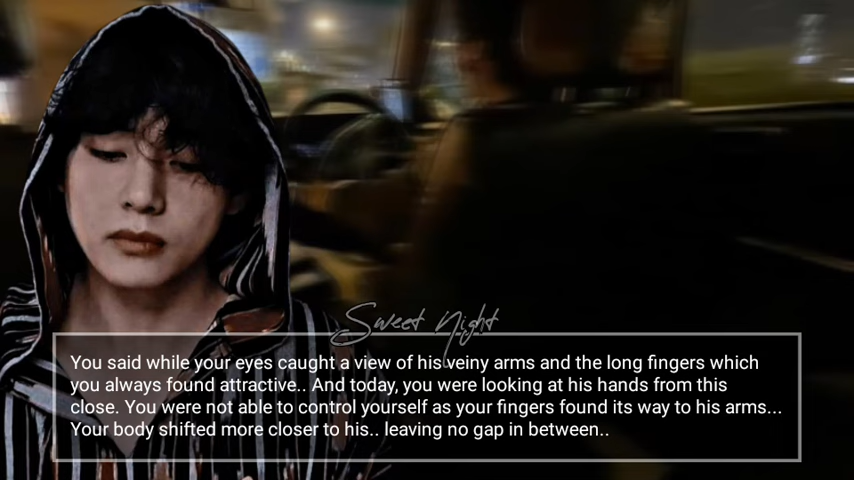 Sweet Night
You said while your eyes caught a view of his veiny arms and the long fingers which
you always found attractive.. And today, you were looking at his hands from this
close. You were not able to control yourself as your fingers found its way to his arms...
Your body shifted more closer to his.. leaving no gap in between..